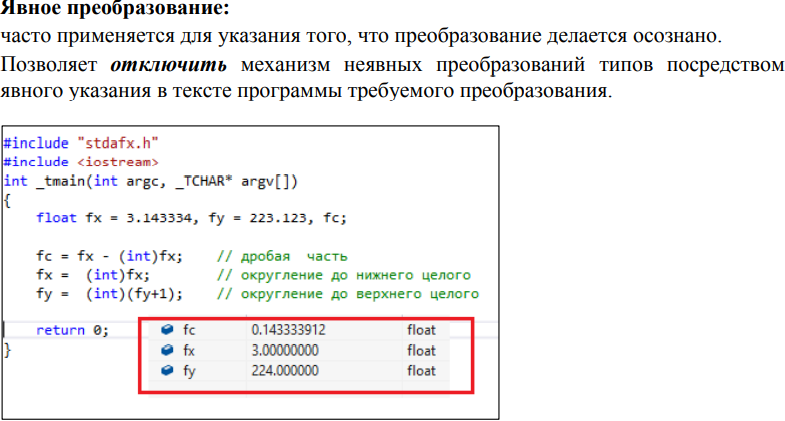 Явное преобразование:
часто применяется для указания того, что преобразование делается осознано.
Позволяет отключить механизм неявных преобразований типов посредством
явного указания в тексте программы требуемого преобразования.
#include "stdafx.h"
#include <iostream>
int _tmain(int argc, _TCHAR* argv[])
{
float fx = 3.143334, fy = 223.123, fc;
fc = fx - (int)fx; // дробая часть
fx = (int)fx; // округление до нижнего целого
fy = (int)(fy+1); // округление до верхнего целого
return 0;
}
fc 0.143333912 float
fx 3.00000000 float
fy 224.000000 float